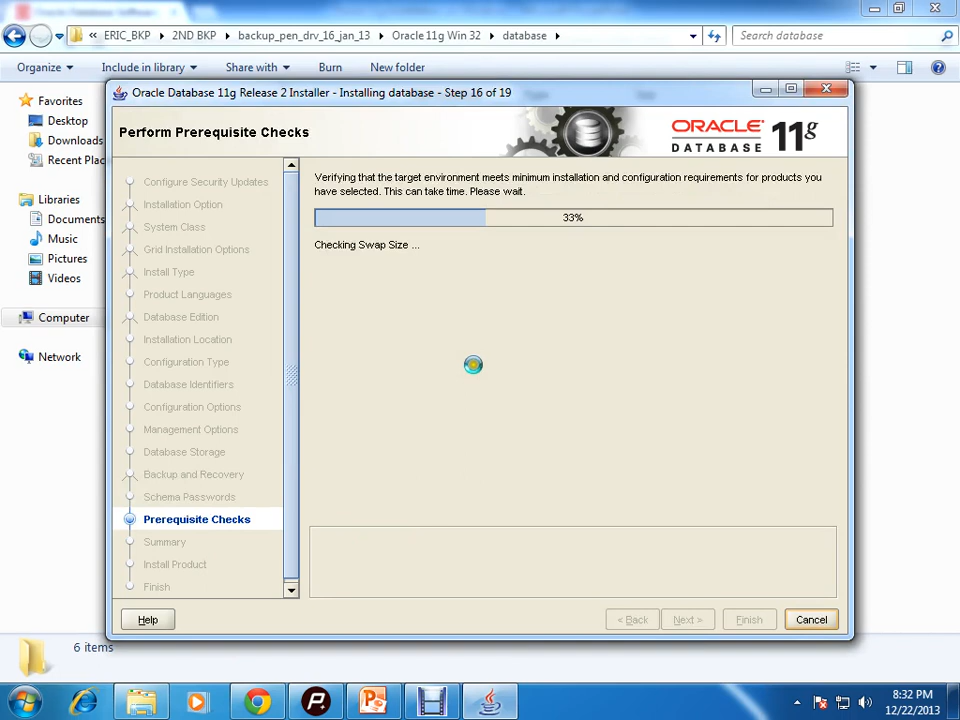 « ERIC_BKP ▸ 2ND BKP ▸ backup_pen_drv_16_jan_13 ▸ Oracle 11g Win 32 ▸ database ▸
Search database
Organize
Include in library
Share with
Burn
New folder
Favorites
Desktop
Downloads
Recent Plac
Libraries
Documents
Music
Pictures
Videos
Computer
Network
Oracle Database 11g Release 2 Installer - Installing database - Step 16 of 19
Perform Prerequisite Checks
ORACLE
DATABASE 11g
Configure Security Updates
Installation Option
System Class
Grid Installation Options
Install Type
Product Languages
Database Edition
Installation Location
Configuration Type
Database Identifiers
Configuration Options
Management Options
Database Storage
Backup and Recovery
Schema Passwords
Prerequisite Checks
Summary
Install Product
Finish
Verifying that the target environment meets minimum installation and configuration requirements for products you
have selected. This can take time. Please wait.
33%
Checking Swap Size ...
Help
< Back
Next >
Finish
Cancel
6 items
8:32 PM
12/22/2013